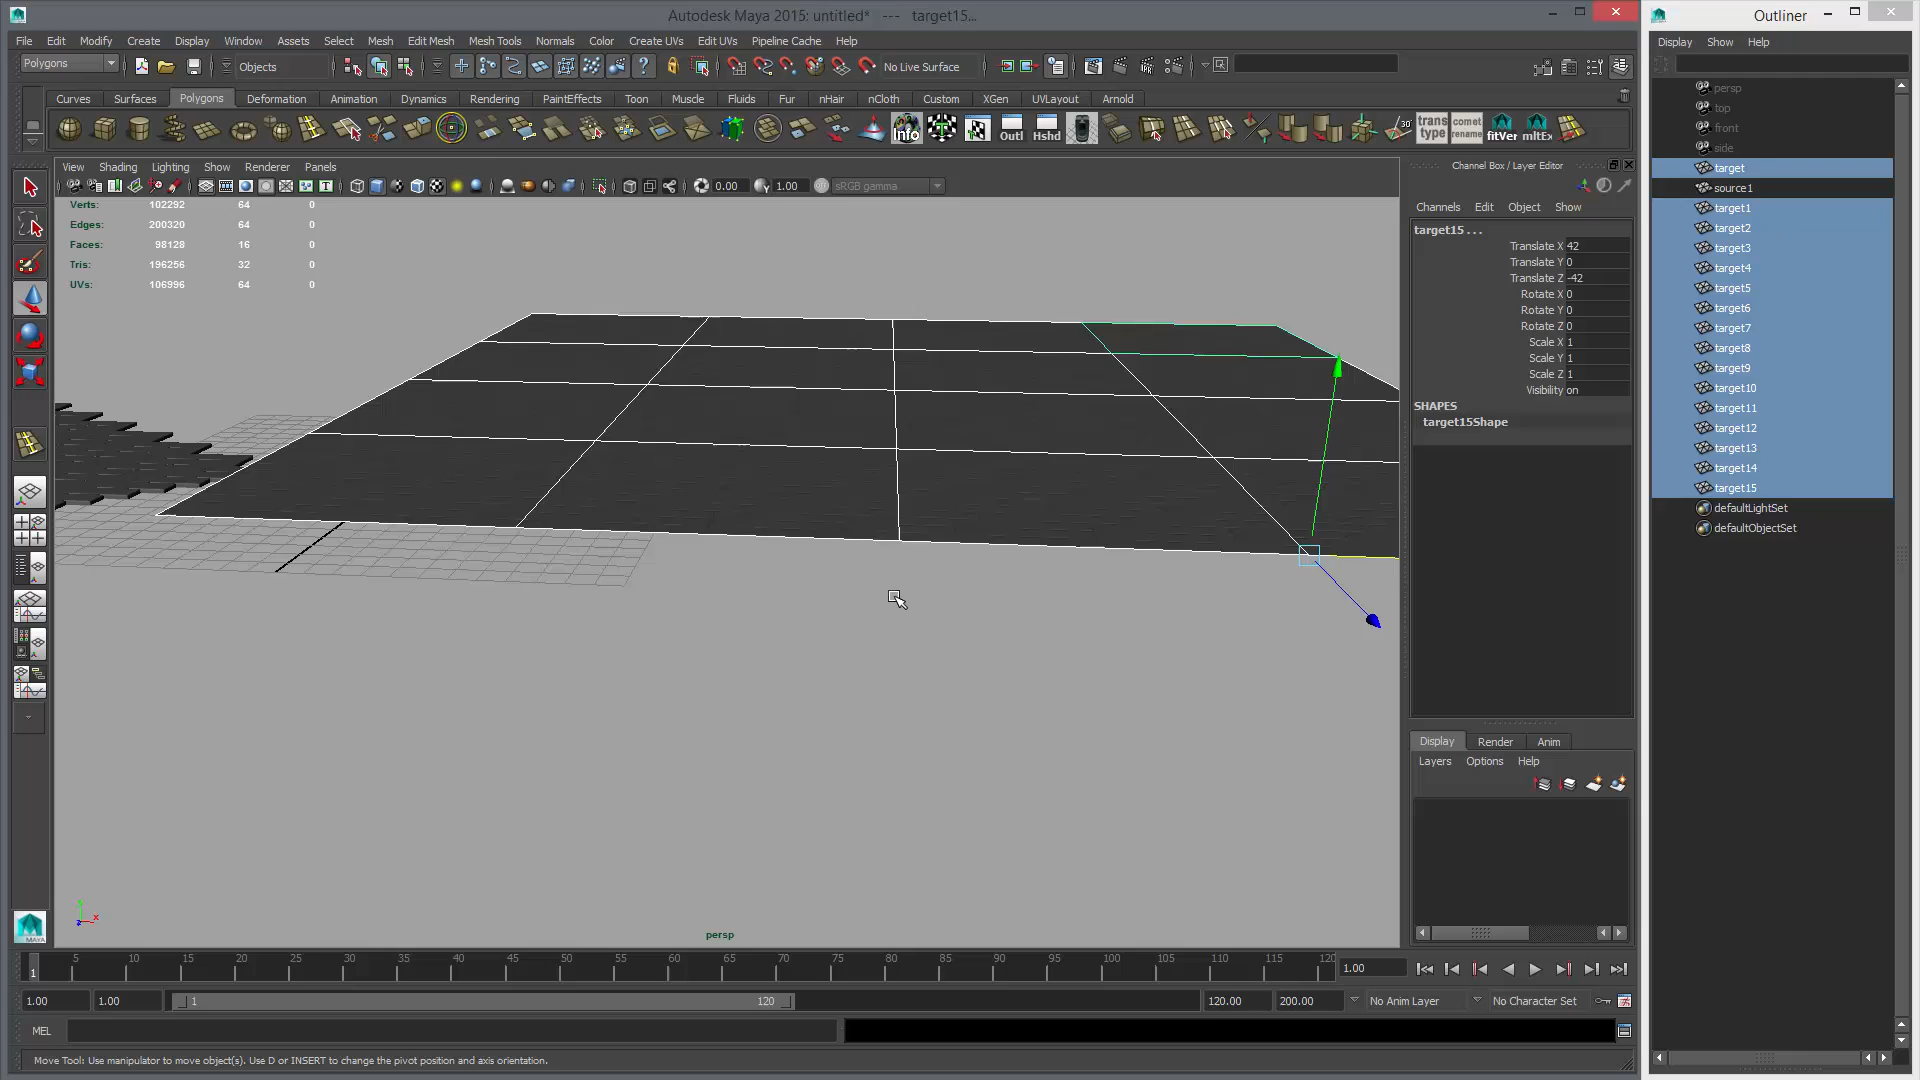 Autodesk Maya 2015: untitled* --- target15...
File Edit Modify Create Display Window Assets Select Mesh Edit Mesh Mesh Tools Normals Color Create UVs Edit UVs Pipeline Cache Help
Polygons Objects No Live Surface
Curves Surfaces Polygons Deformation Animation Dynamics Rendering PaintEffects Toon Muscle Fluids Fur nHair nCloth Custom XGen UVLayout Arnold
Info Outl Hshd 30° trans type comet rename fitVer mltEx
View Shading Lighting Show Renderer Panels
0.00 1.00 sRGB gamma
Verts: 102292 64 0
Edges: 200320 64 0
Faces: 98128 16 0
Tris: 196256 32 0
UVs: 106996 64 0
persp
MAYA
Channel Box / Layer Editor
Channels Edit Object Show
target15 ...
Translate X 42
Translate Y 0
Translate Z -42
Rotate X 0
Rotate Y 0
Rotate Z 0
Scale X 1
Scale Y 1
Scale Z 1
Visibility on
SHAPES
target15Shape
Display Render Anim
Layers Options Help
1 5 10 15 20 25 30 35 40 45 50 55 60 65 70 75 80 85 90 95 100 105 110 115 120 1.00
1.00 1.00 1 120 120.00 200.00 No Anim Layer No Character Set
MEL
Move Tool: Use manipulator to move object(s). Use D or INSERT to change the pivot position and axis orientation.
Outliner
Display Show Help
persp
top
front
side
target
source1
target1
target2
target3
target4
target5
target6
target7
target8
target9
target10
target11
target12
target13
target14
target15
defaultLightSet
defaultObjectSet